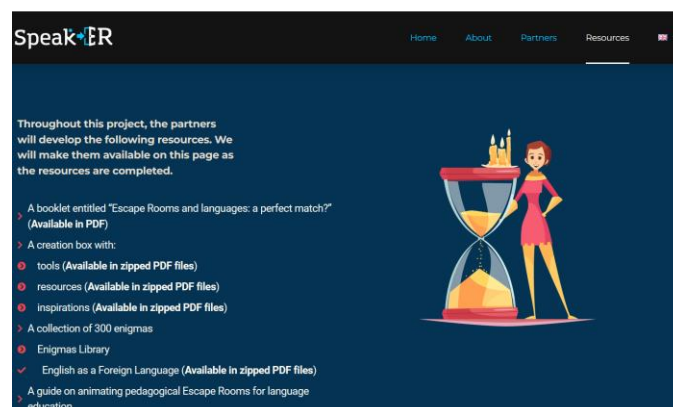 SpeakER
Home About Partners Resources
Throughout this project, the partners
will develop the following resources. We
will make them available on this page as
the resources are completed.
A booklet entitled “Escape Rooms and languages: a perfect match?”
(Available in PDF)
A creation box with:
tools (Available in zipped PDF files)
resources (Available in zipped PDF files)
inspirations (Available in zipped PDF files)
A collection of 300 enigmas
Enigmas Library
English as a Foreign Language (Available in zipped PDF files)
A guide on animating pedagogical Escape Rooms for language
education